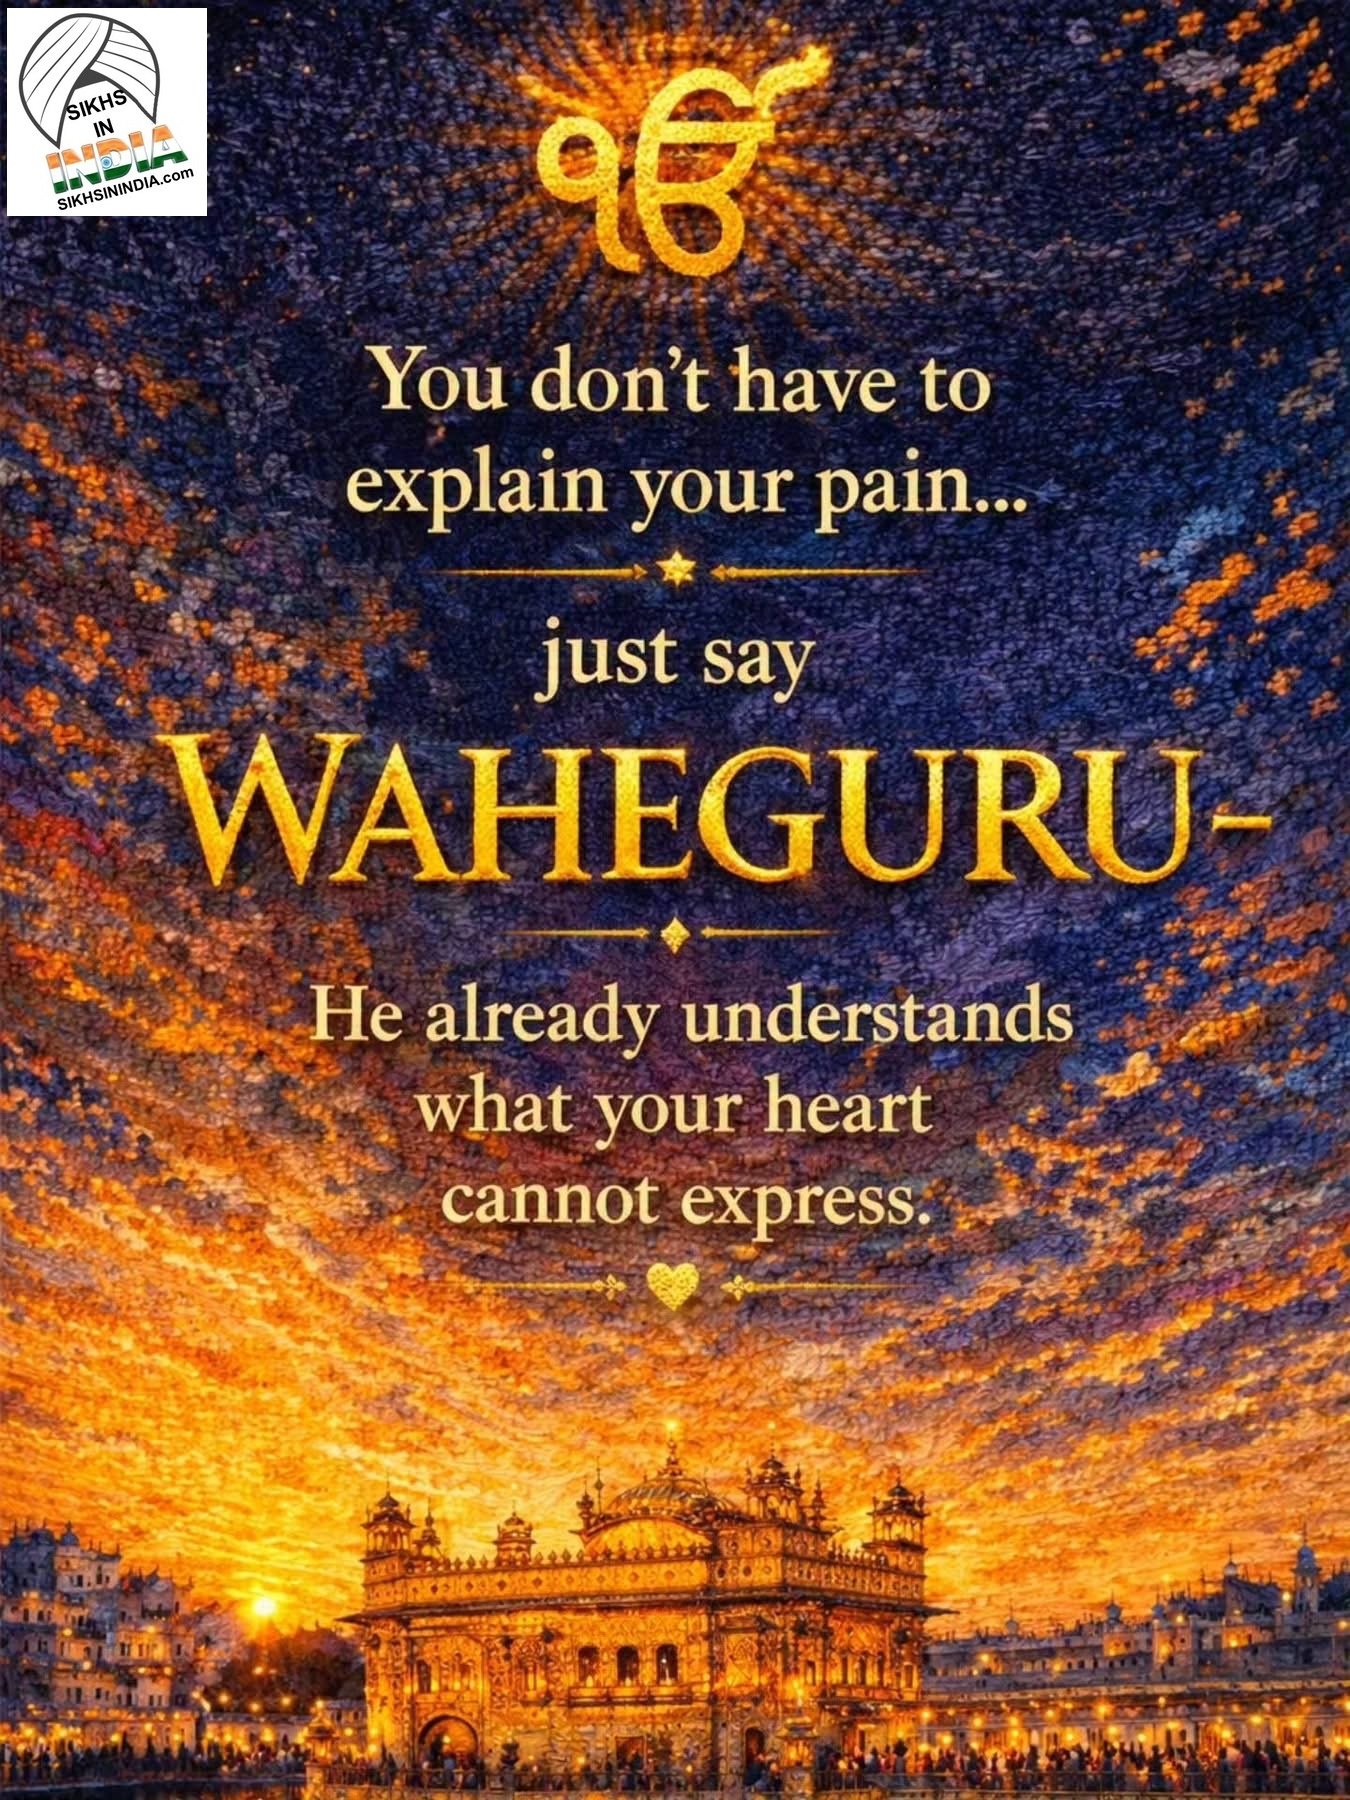 SIKHS
IN
INDIA
SIKHSININDIA.com
ੴ
You don't have to
explain your pain...
just say
WAHEGURU-
He already understands
what your heart
cannot express.